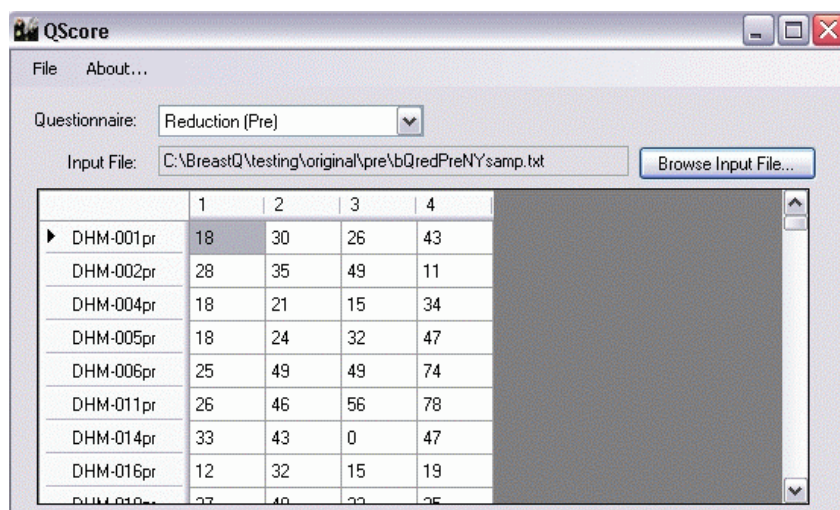 QScore
File About...
Questionnaire: Reduction (Pre)
Input File: C:\BreastQ\testing\original\pre\bQredPreNYsamp.txt Browse Input File...
1 2 3 4
DHM-001pr 18 30 26 43
DHM-002pr 28 35 49 11
DHM-004pr 18 21 15 34
DHM-005pr 18 24 32 47
DHM-006pr 25 49 49 74
DHM-011pr 26 46 56 78
DHM-014pr 33 43 0 47
DHM-016pr 12 32 15 19